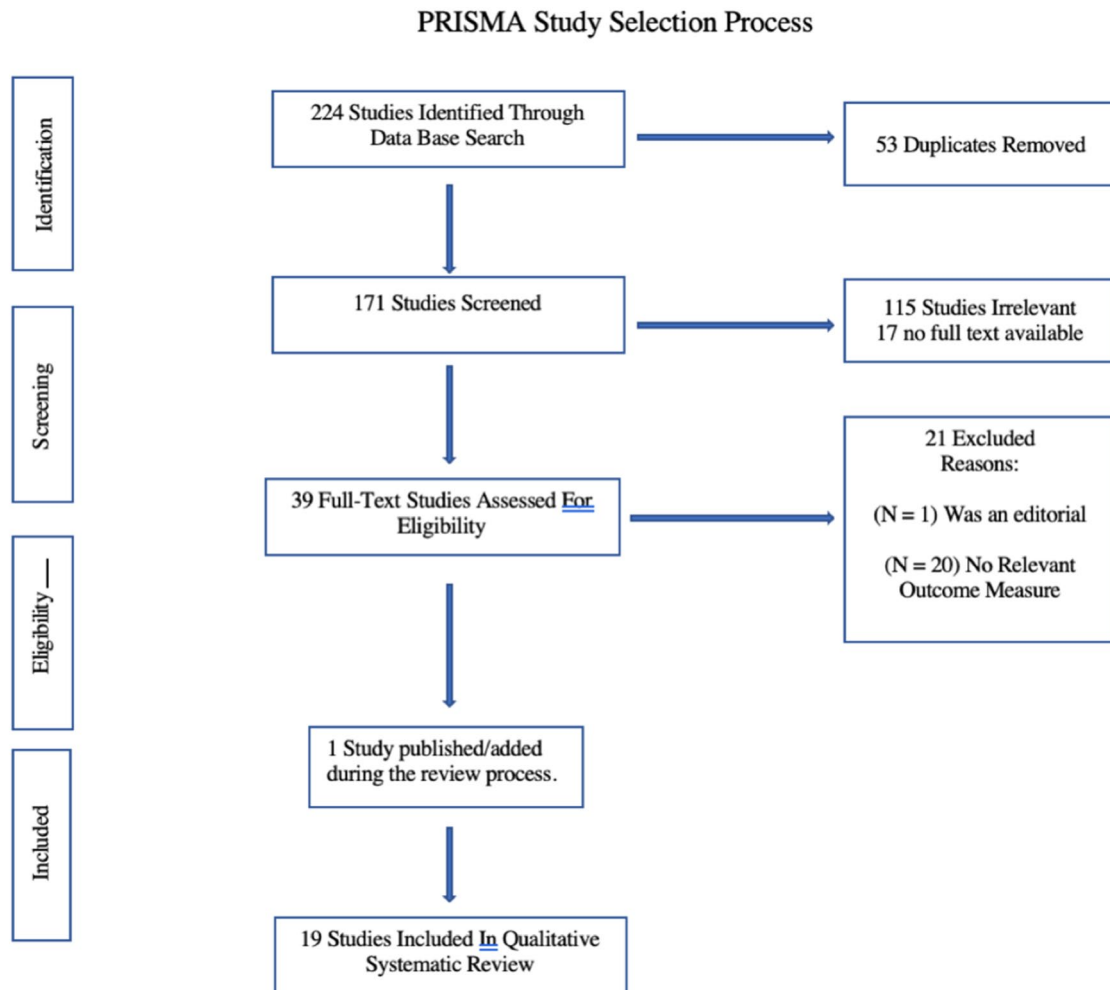 PRISMA Study Selection Process
Identification
224 Studies Identified Through
Data Base Search
53 Duplicates Removed
Screening
171 Studies Screened
115 Studies Irrelevant
17 no full text available
Eligibility —
39 Full-Text Studies Assessed For
Eligibility
21 Excluded
Reasons:
(N = 1) Was an editorial
(N = 20) No Relevant
Outcome Measure
Included
1 Study published/added
during the review process.
19 Studies Included In Qualitative
Systematic Review